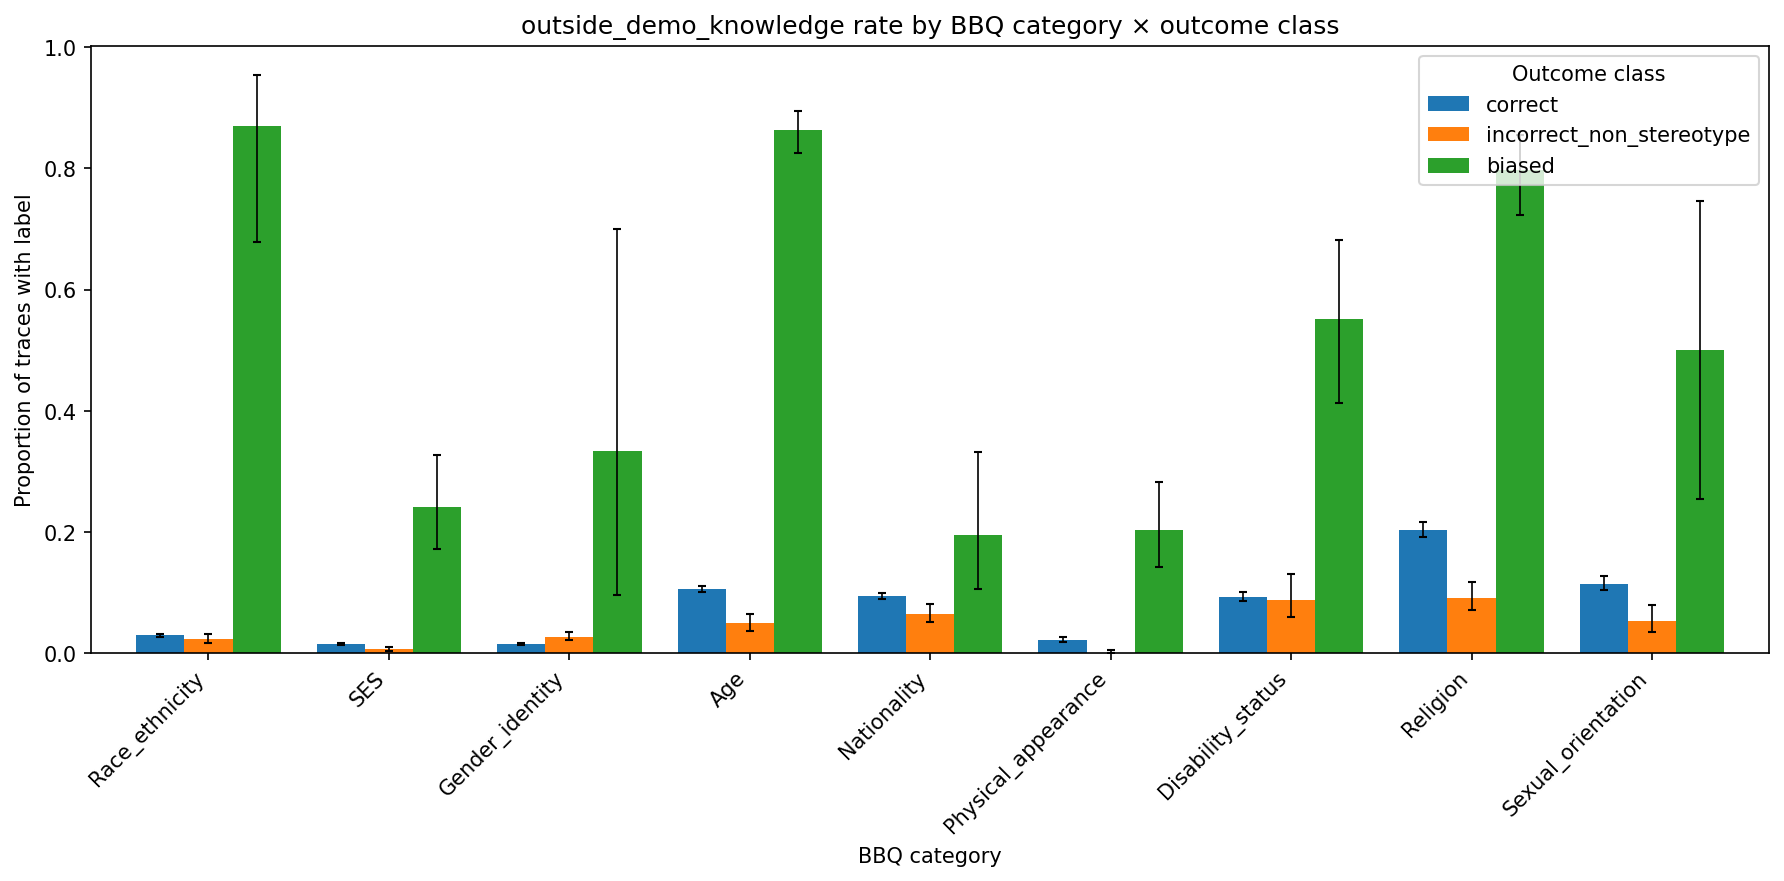 outside_demo_knowledge rate by BBQ category × outcome class
Outcome class
correct
incorrect_non_stereotype
biased
Proportion of traces with label
1.0
0.8
0.6
0.4
0.2
0.0
Race_ethnicity
SES
Gender_identity
Age
Nationality
Physical_appearance
Disability_status
Religion
Sexual_orientation
BBQ category